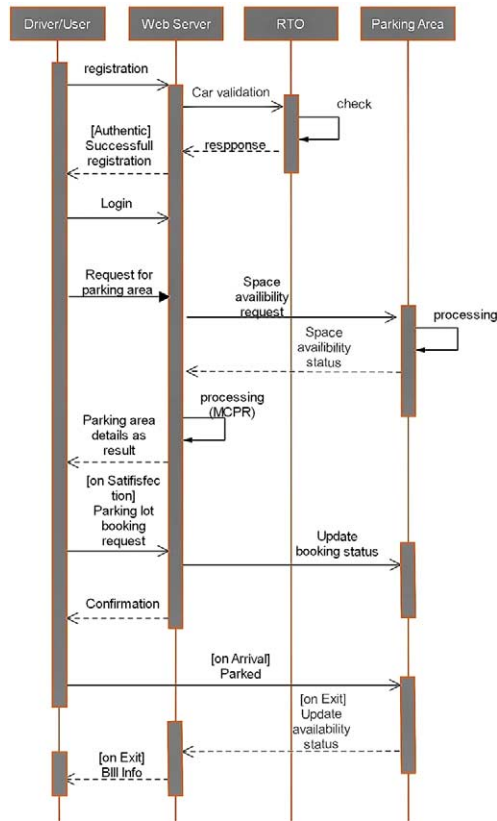 Driver/User
Web Server
RTO
Parking Area
registration
Car validation
check
[Authentic]
Successfull
registration
respponse
Login
Request for
parking area
Space
availibility
request
processing
Space
availibility
status
processing
(MCPR)
Parking area
details as
result
[on Satifisfec
tion]
Parking lot
booking
request
Update
booking status
Confirmation
[on Arrival]
Parked
[on Exit]
Update
availability
status
[on Exit]
BIll Info